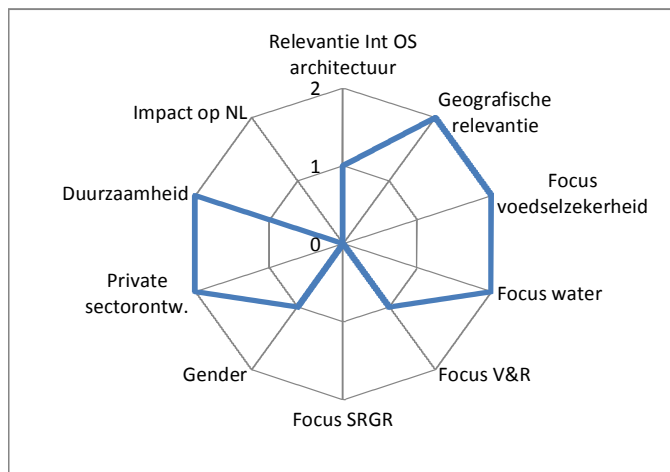 Relevantie Int OS
architectuur
2
Impact op NL
Geografische
relevantie
1
Duurzaamheid
Focus
voedselzekerheid
0
Private
sectorontw.
Focus water
Gender
Focus V&R
Focus SRGR